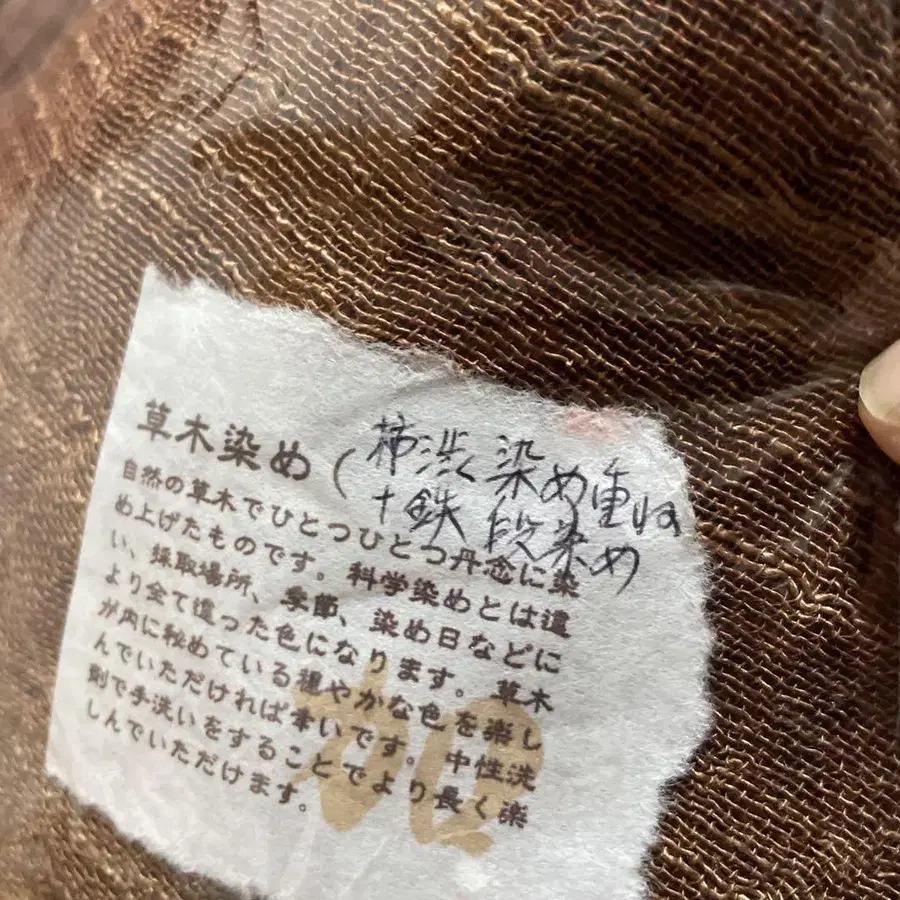 草木染め
(柿渋染め重ね
+鉄段染め
自然の草木でひとつひとつ丹念に染
め上げたものです。科学染めとは違
い、採取場所、季節、染め日などに
より全て違った色になります。草木
が内に秘めている穏やかな色を楽し
んでいただければ幸いです。中性洗
剤で手洗いをすることでより長く楽
しんでいただけます。